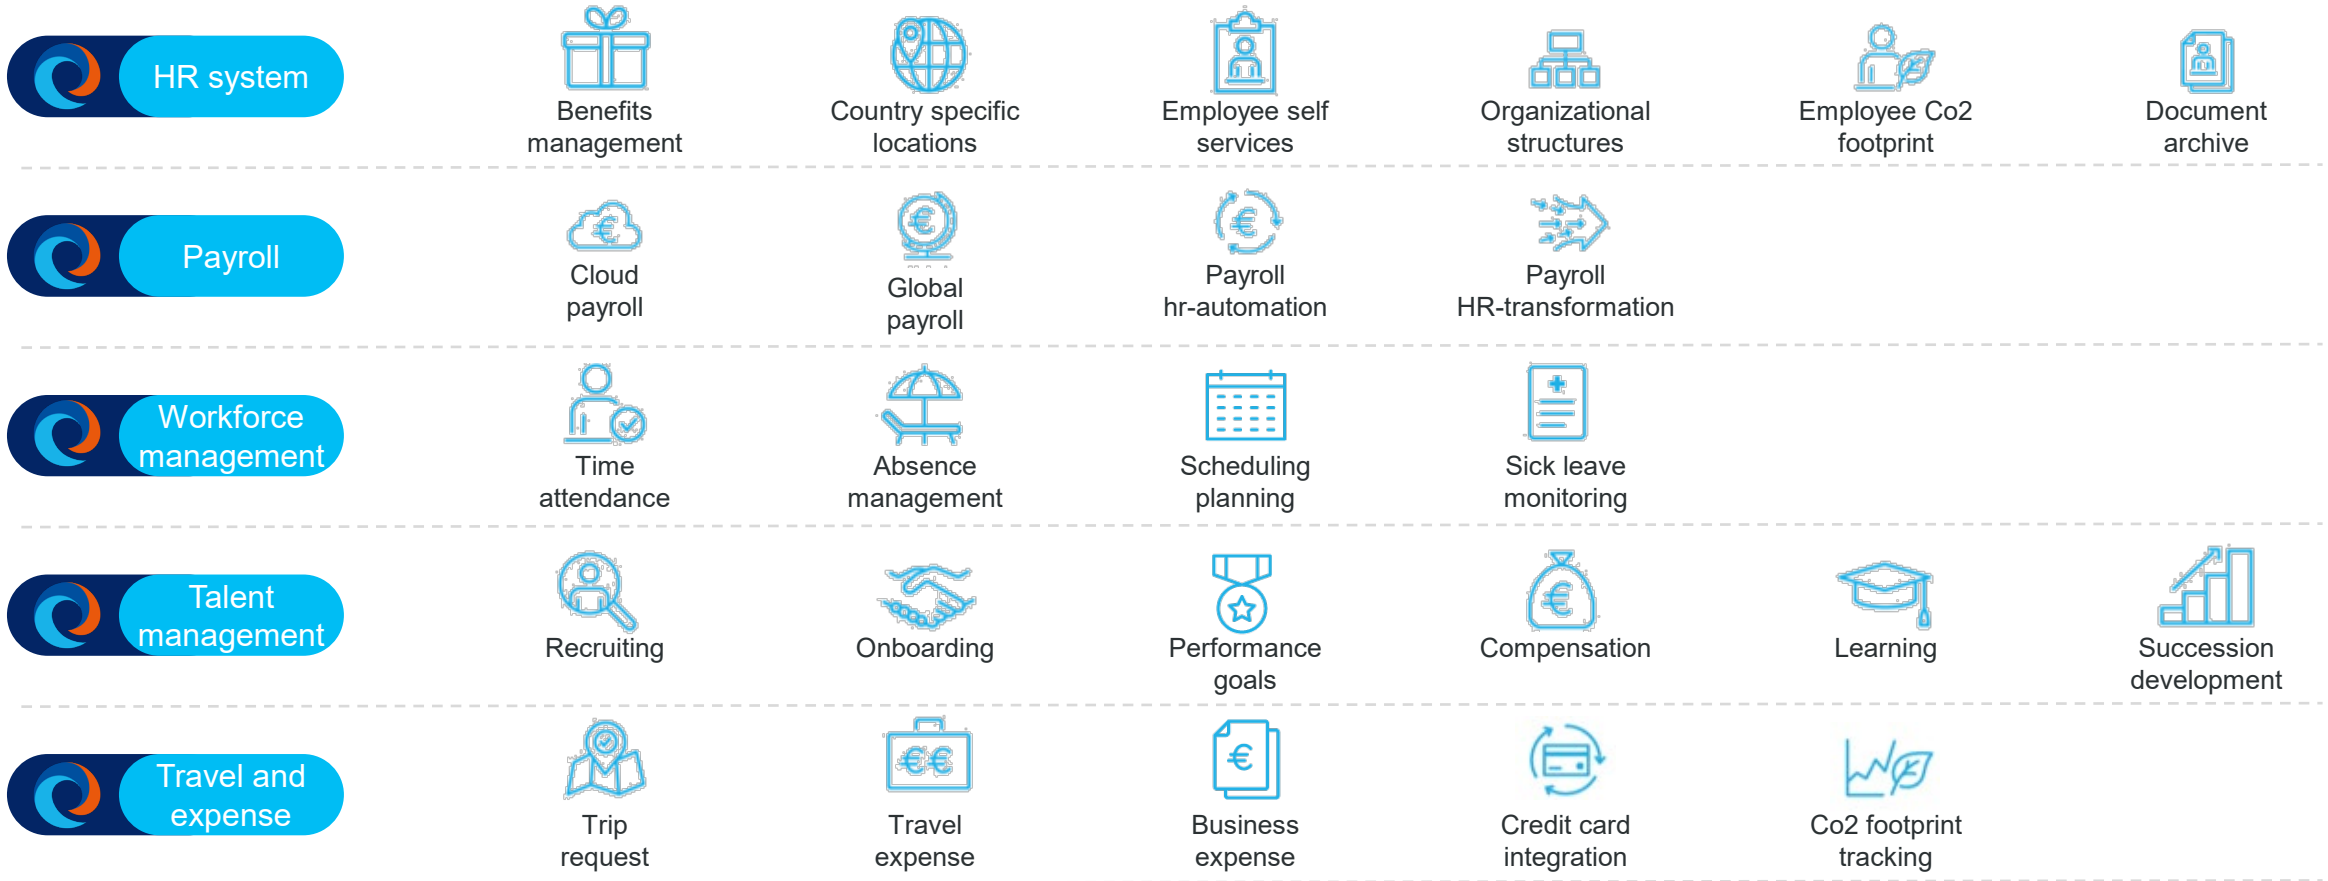 HR system
Benefits
management
Country specific
locations
Employee self
services
Organizational
structures
Employee Co2
footprint
Document
archive
Payroll
Cloud
payroll
Global
payroll
Payroll
hr-automation
Payroll
HR-transformation
Workforce
management
Time
attendance
Absence
management
Scheduling
planning
Sick leave
monitoring
Talent
management
Recruiting
Onboarding
Performance
goals
Compensation
Learning
Succession
development
Travel and
expense
Trip
request
Travel
expense
Business
expense
Credit card
integration
Co2 footprint
tracking